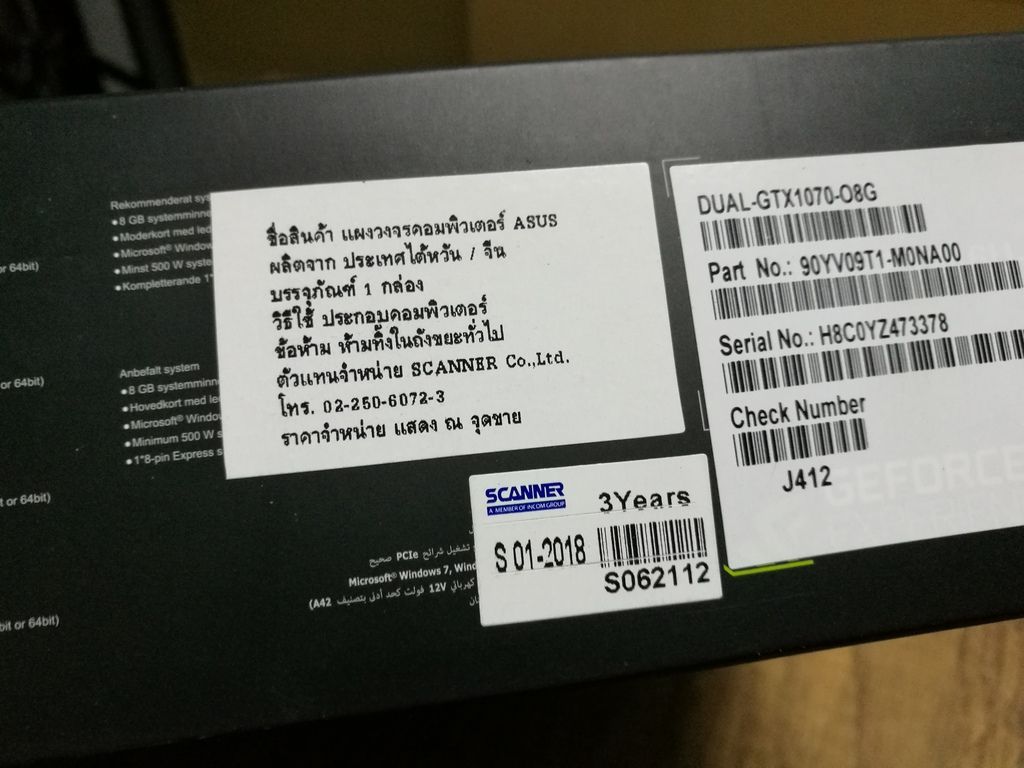 or 64bit)
or 64bit)
t or 64bit)
bit or 64bit)
Rekommenderat
•8 GB systemminne
•Moderkort med
•Microsoft®
•Minst 500 W
•Kompletterande
Anbefalt system
•8 GB
•Hovedkort med
•Microsoft®
•Minimum 500 W
•1*8-pin Express
تشغيل شرائح PCIe صحيح
Microsoft® Windows 7,
كهربائي 12V فولت كحد أدنى بتصنيف A42)
ชื่อสินค้า แผงวงจรคอมพิวเตอร์ ASUS
ผลิตจาก ประเทศไต้หวัน / จีน
บรรจุภัณฑ์ 1 กล่อง
วิธีใช้ ประกอบคอมพิวเตอร์
ข้อห้าม ห้ามทิ้งในถังขยะทั่วไป
ตัวแทนจำหน่าย SCANNER Co.,Ltd.
โทร. 02-250-6072-3
ราคาจำหน่าย แสดง ณ จุดขาย
SCANNER
A MEMBER OF INCOM GROUP
3Years
S 01-2018
S062112
DUAL-GTX1070-O8G
Part No.: 90YV09T1-M0NA00
Serial No.: H8C0YZ473378
Check Number
J412
GEFORCE